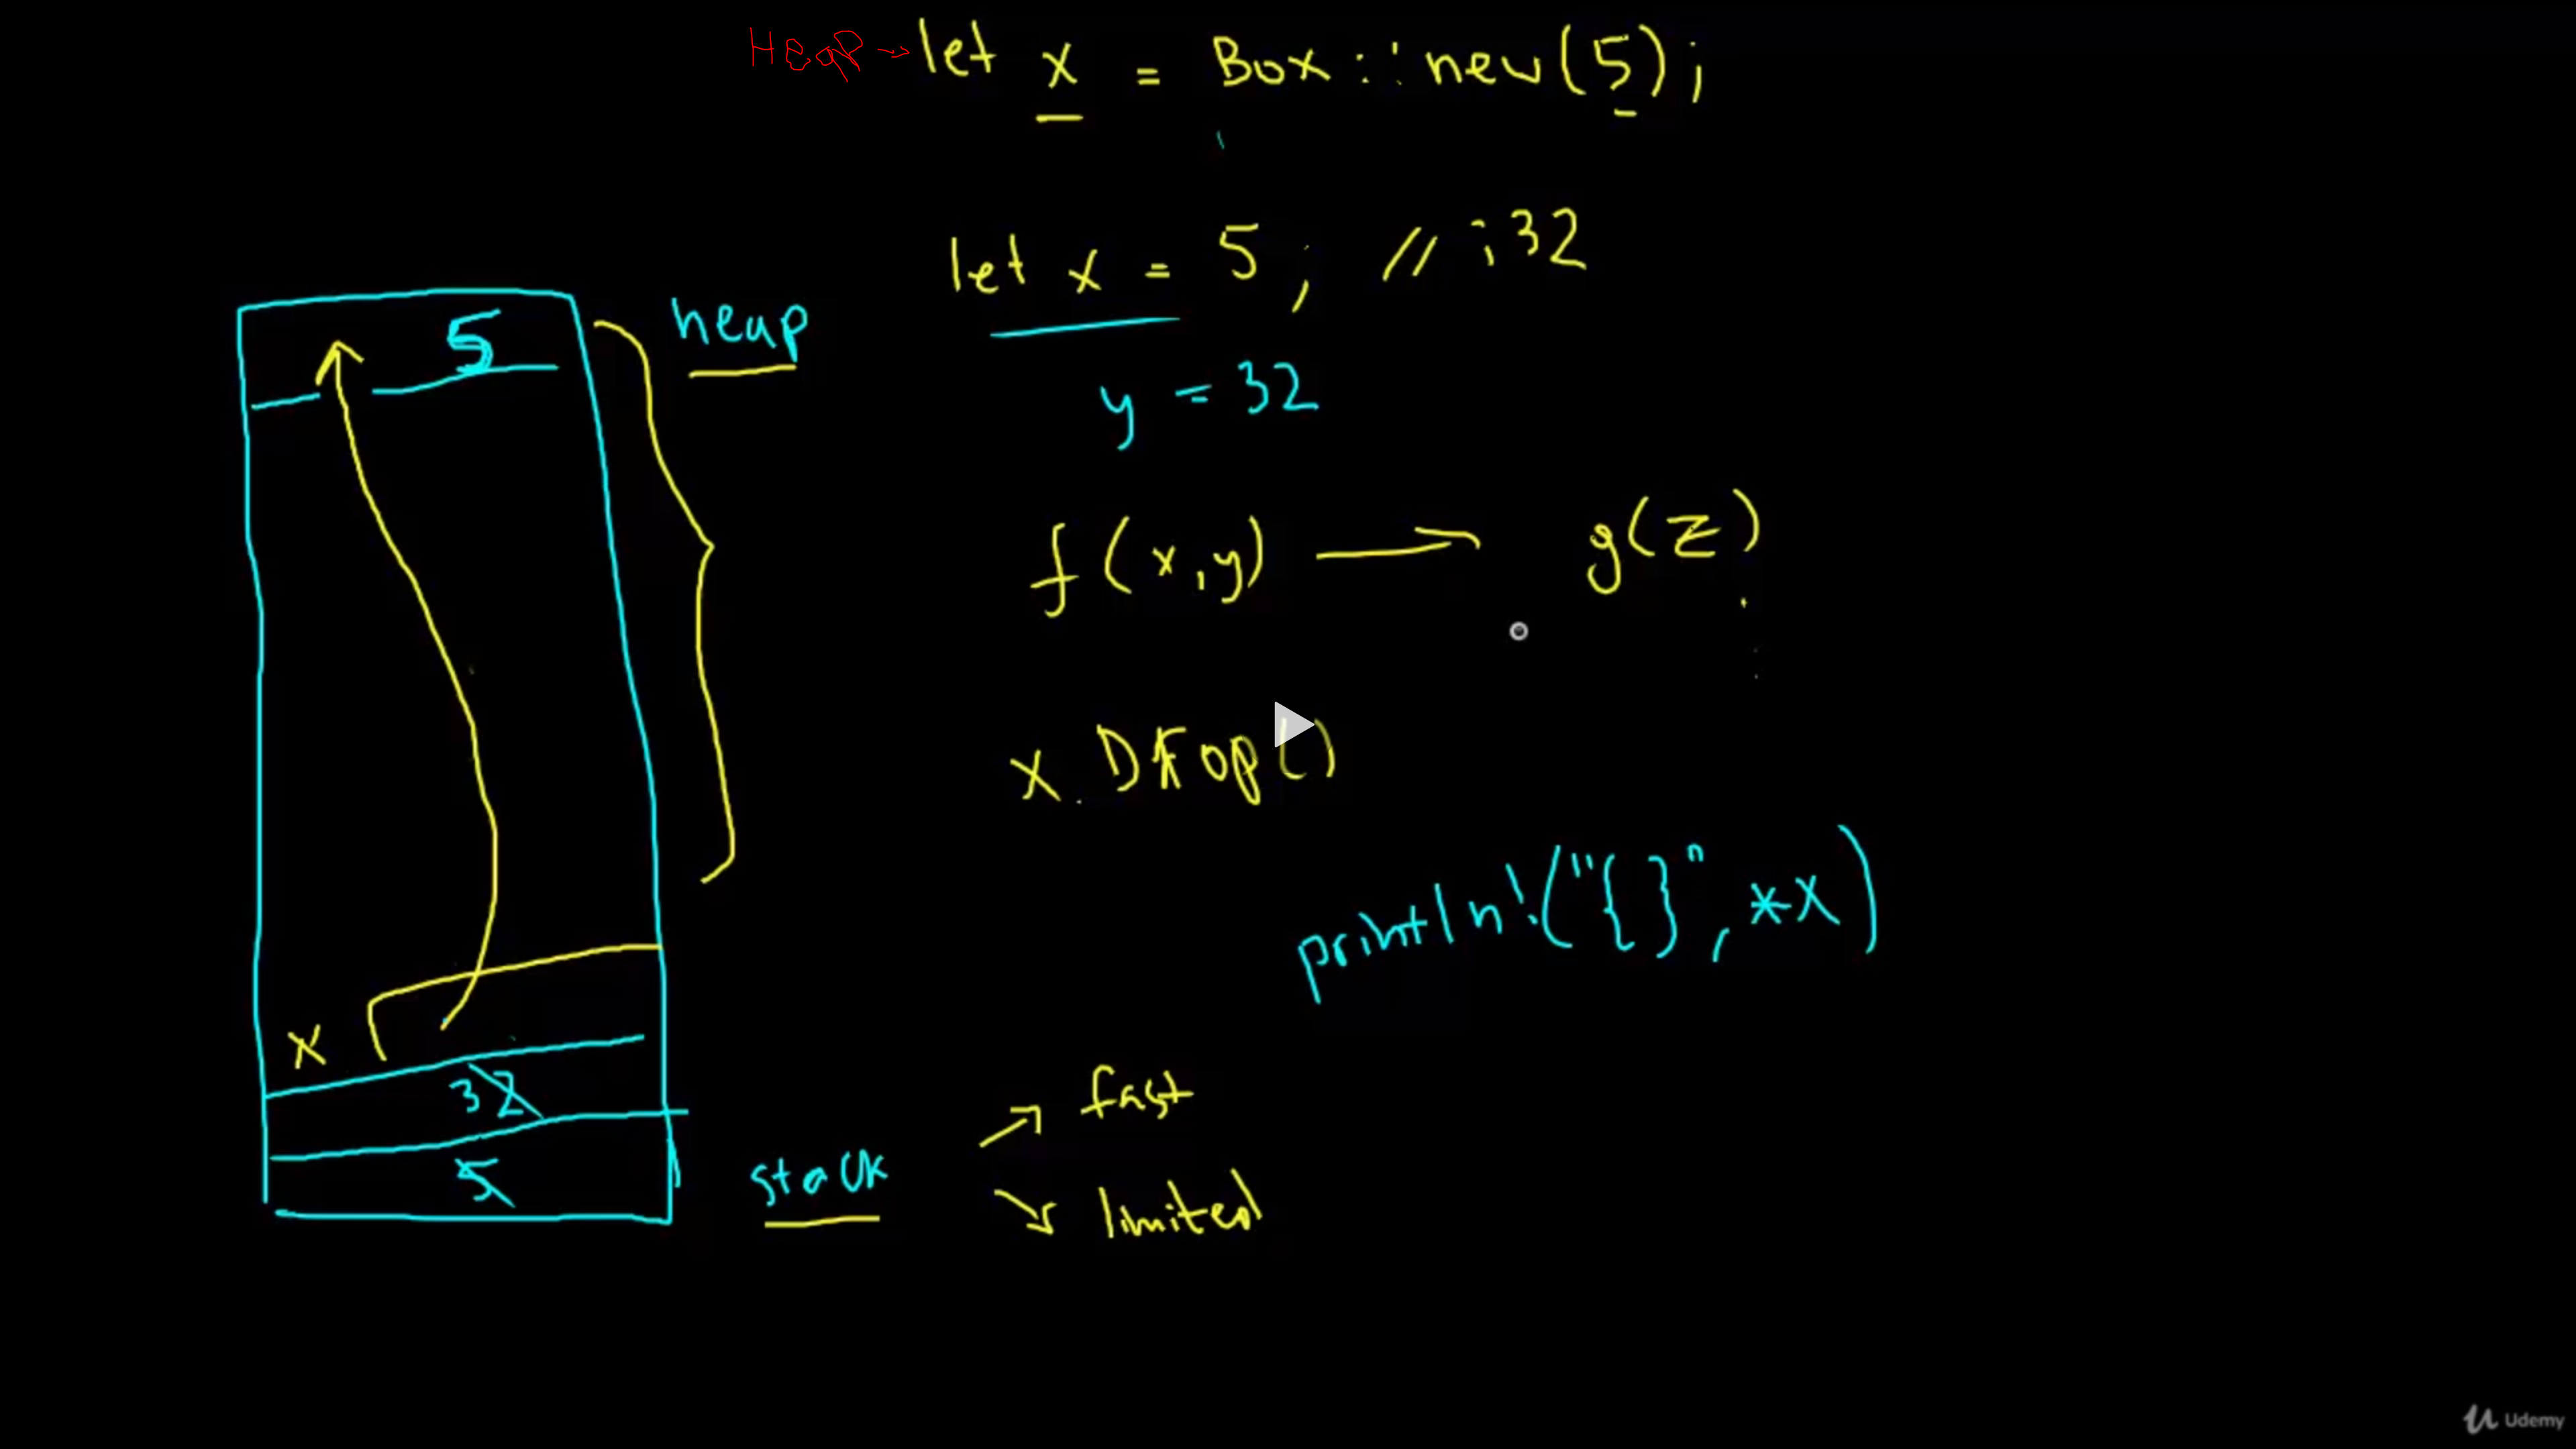 HEaP → let x = Box::new(5);
let x = 5; // i32
y = 32
f(x,y) → g(z)
x.Drop()
println!("{}", *x)
heap
5
x
32
5
stack
fast
limited
Udemy